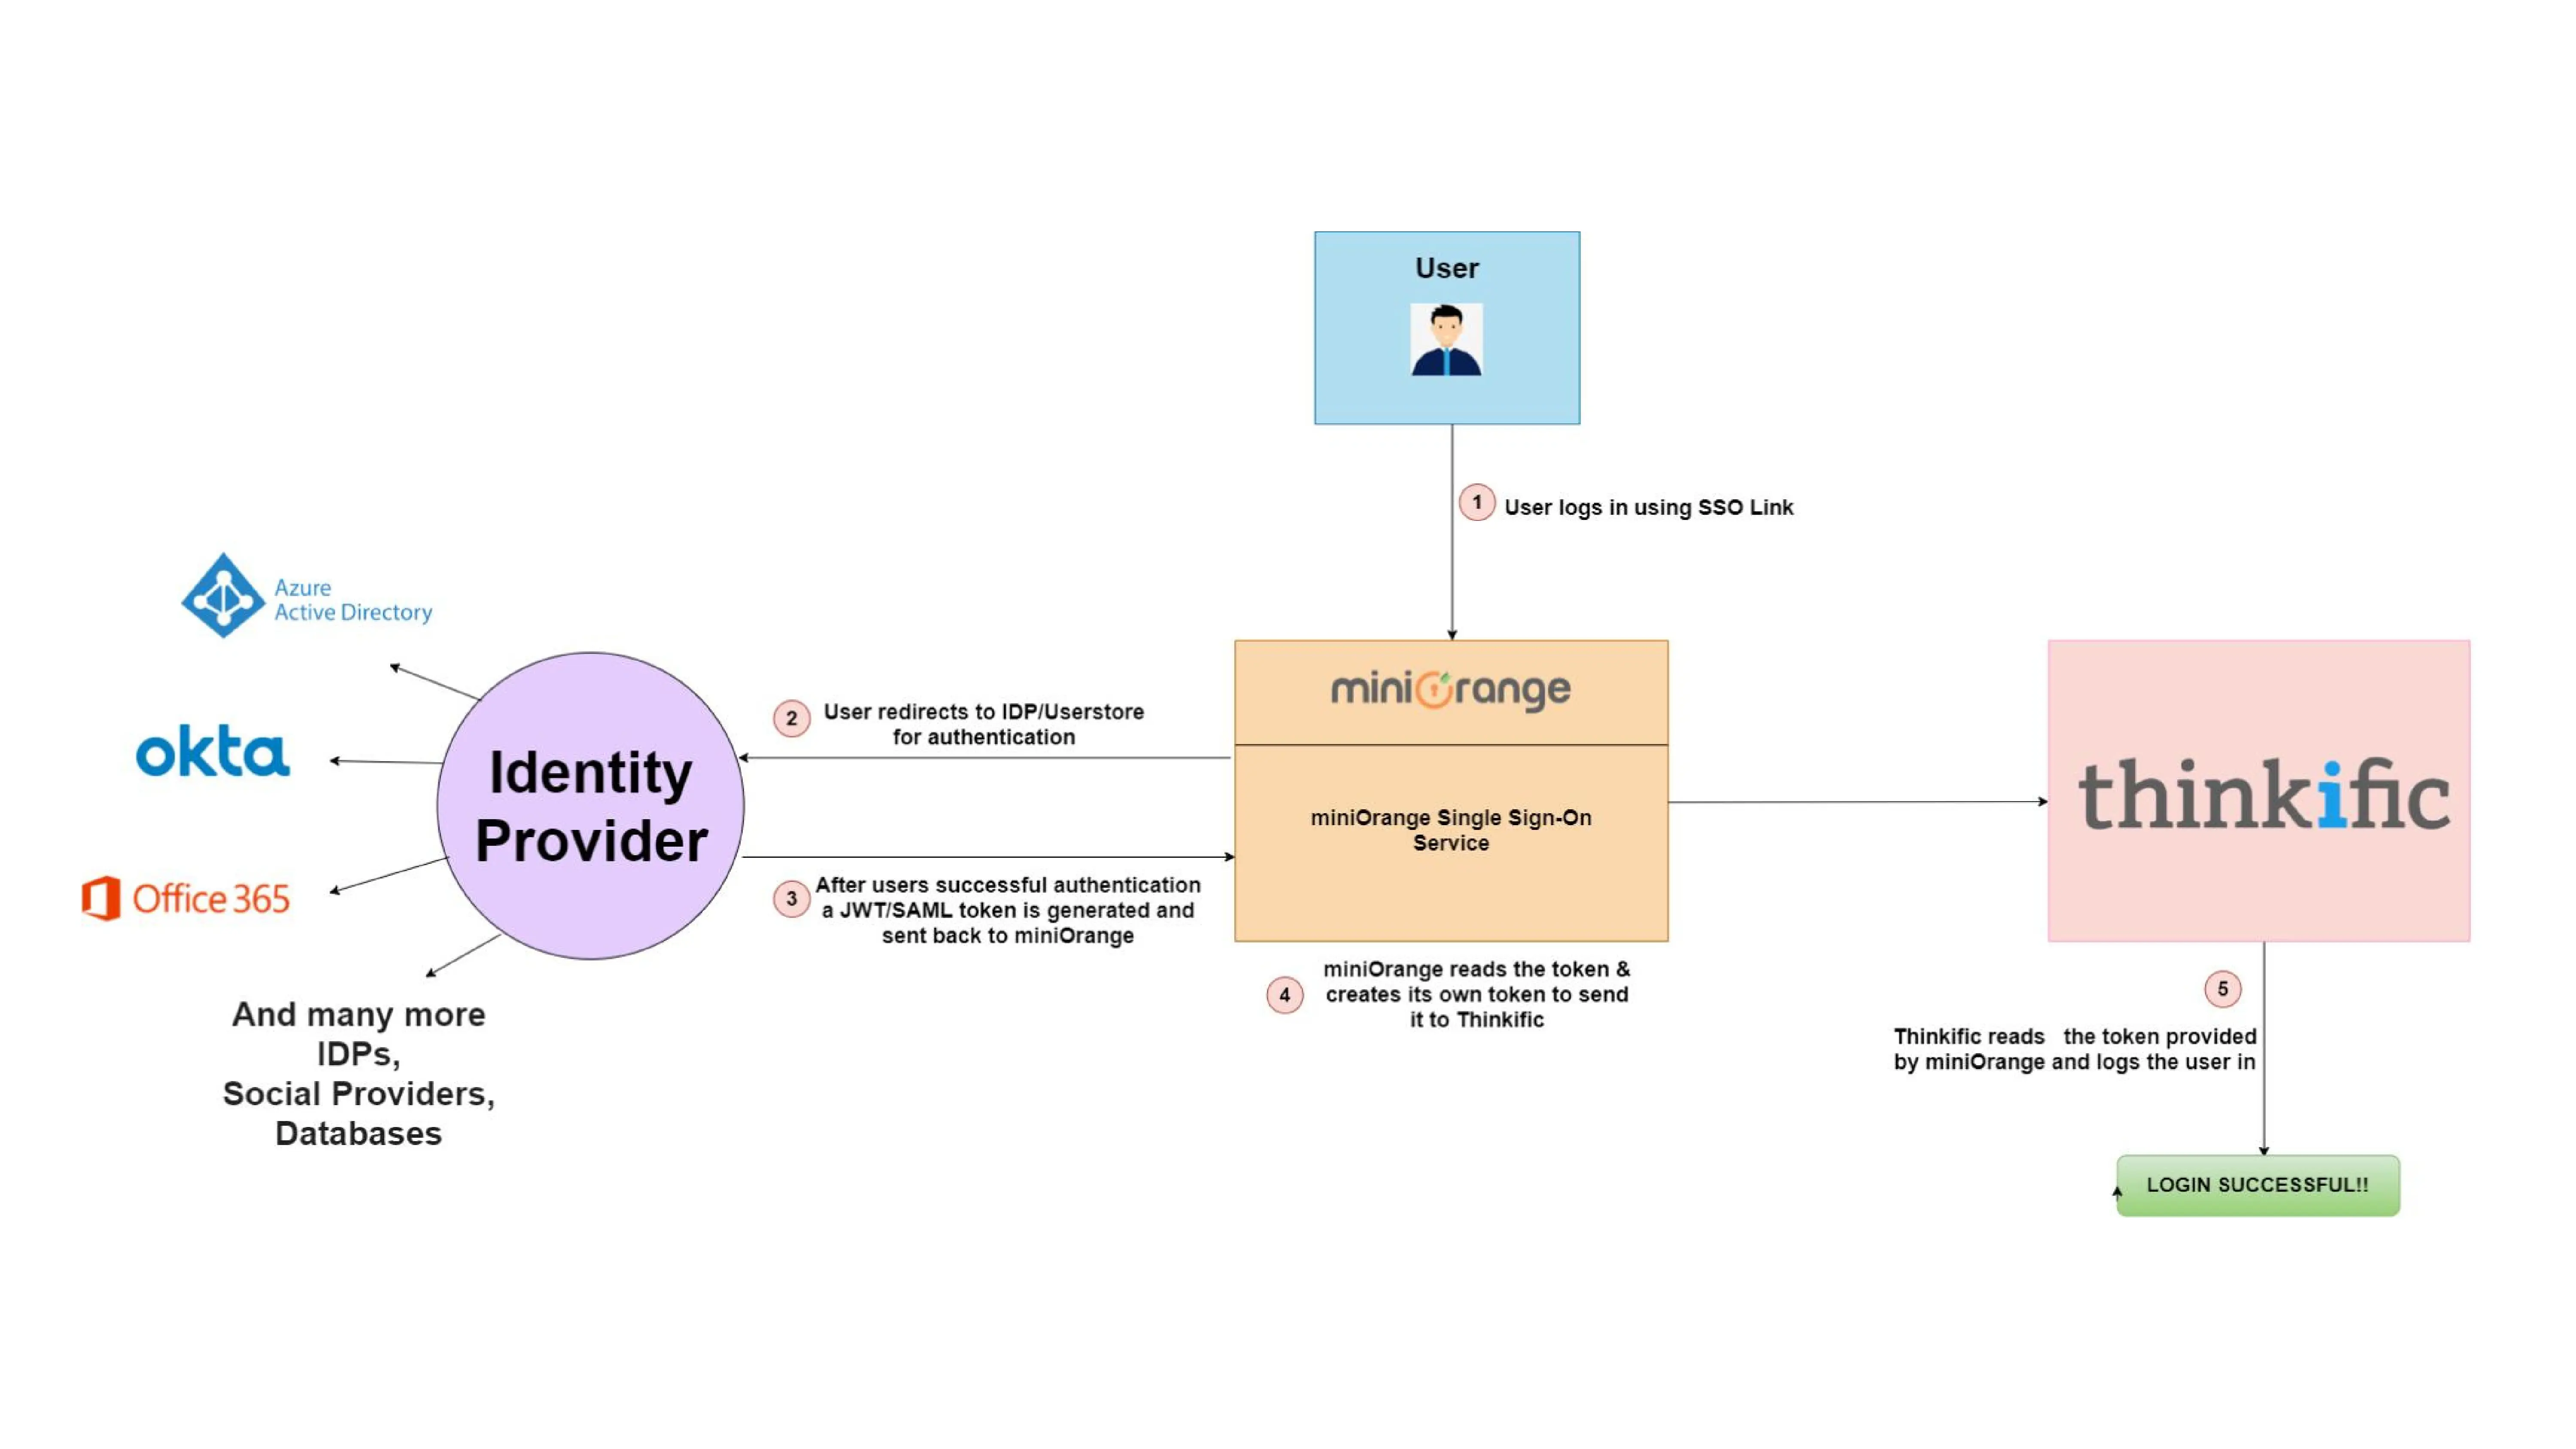 User
1
User logs in using SSO Link
Azure
Active Directory
okta
Office 365
And many more
IDPs,
Social Providers,
Databases
Identity
Provider
2
User redirects to IDP/Userstore
for authentication
3
After users successful authentication
a JWT/SAML token is generated and
sent back to miniOrange
miniOrange
miniOrange Single Sign-On
Service
4
miniOrange reads the token &
creates its own token to send
it to Thinkific
thinkific
5
Thinkific reads the token provided
by miniOrange and logs the user in
LOGIN SUCCESSFUL!!